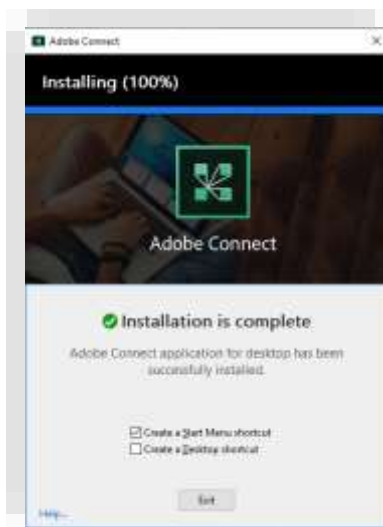 Adobe Connect
Installing (100%)
Adobe Connect
Installation is complete
Adobe Connect application for desktop has been
successfully installed.
Create a Start Menu shortcut
Create a Desktop shortcut
Exit
Help...